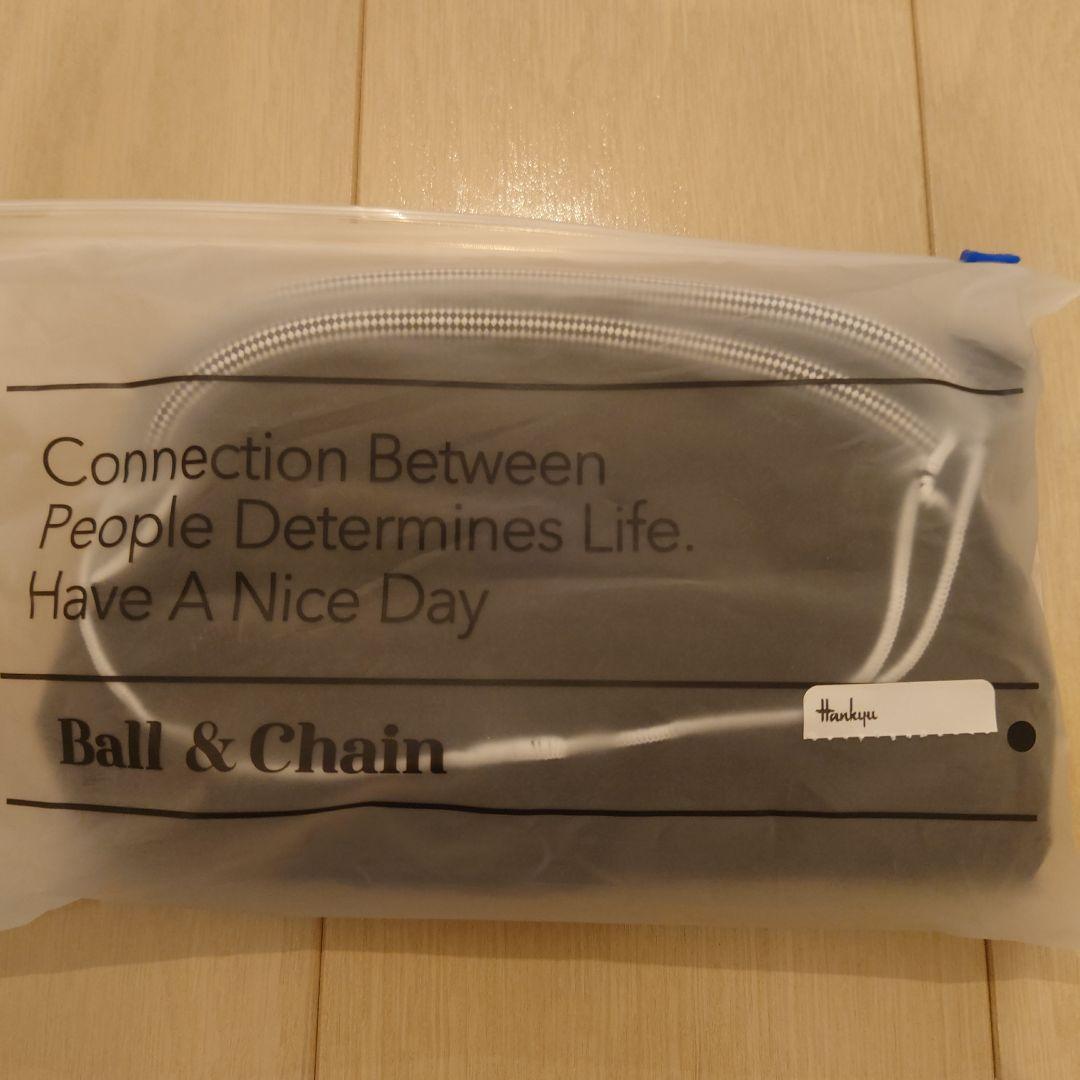 Connection Between
People Determines Life.
Have A Nice Day
Ball & Chain
Hankyu